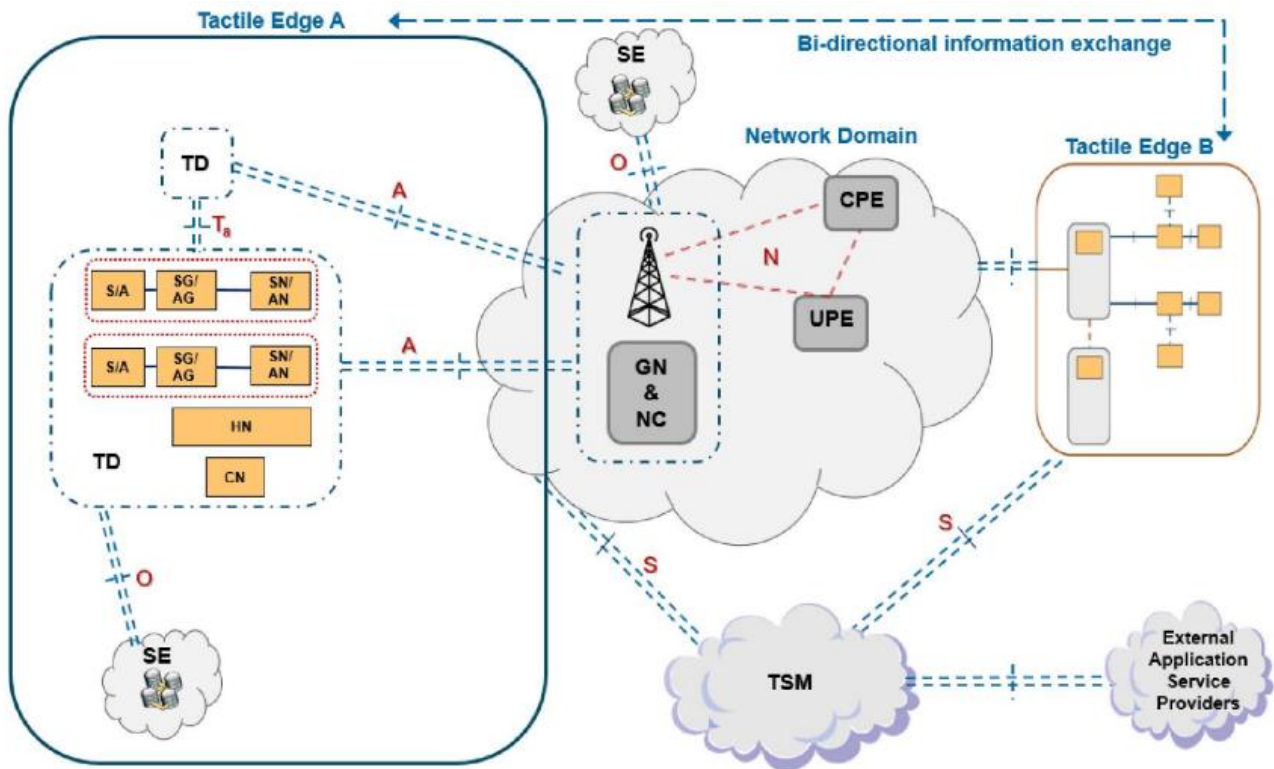 Tactile Edge A
Bi-directional information exchange
SE
Network Domain
Tactile Edge B
TD
A
O
CPE
Ta
N
S/A
SG/
AG
SN/
AN
UPE
A
S/A
SG/
AG
SN/
AN
GN
&
NC
HN
TD
CN
S
S
O
SE
TSM
External
Application
Service
Providers